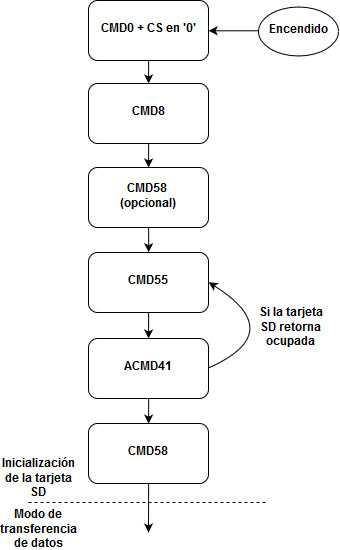 CMD0 + CS en '0'
Encendido
CMD8
CMD58
(opcional)
CMD55
Si la tarjeta
SD retorna
ocupada
ACMD41
CMD58
Inicialización
de la tarjeta
SD
Modo de
transferencia
de datos